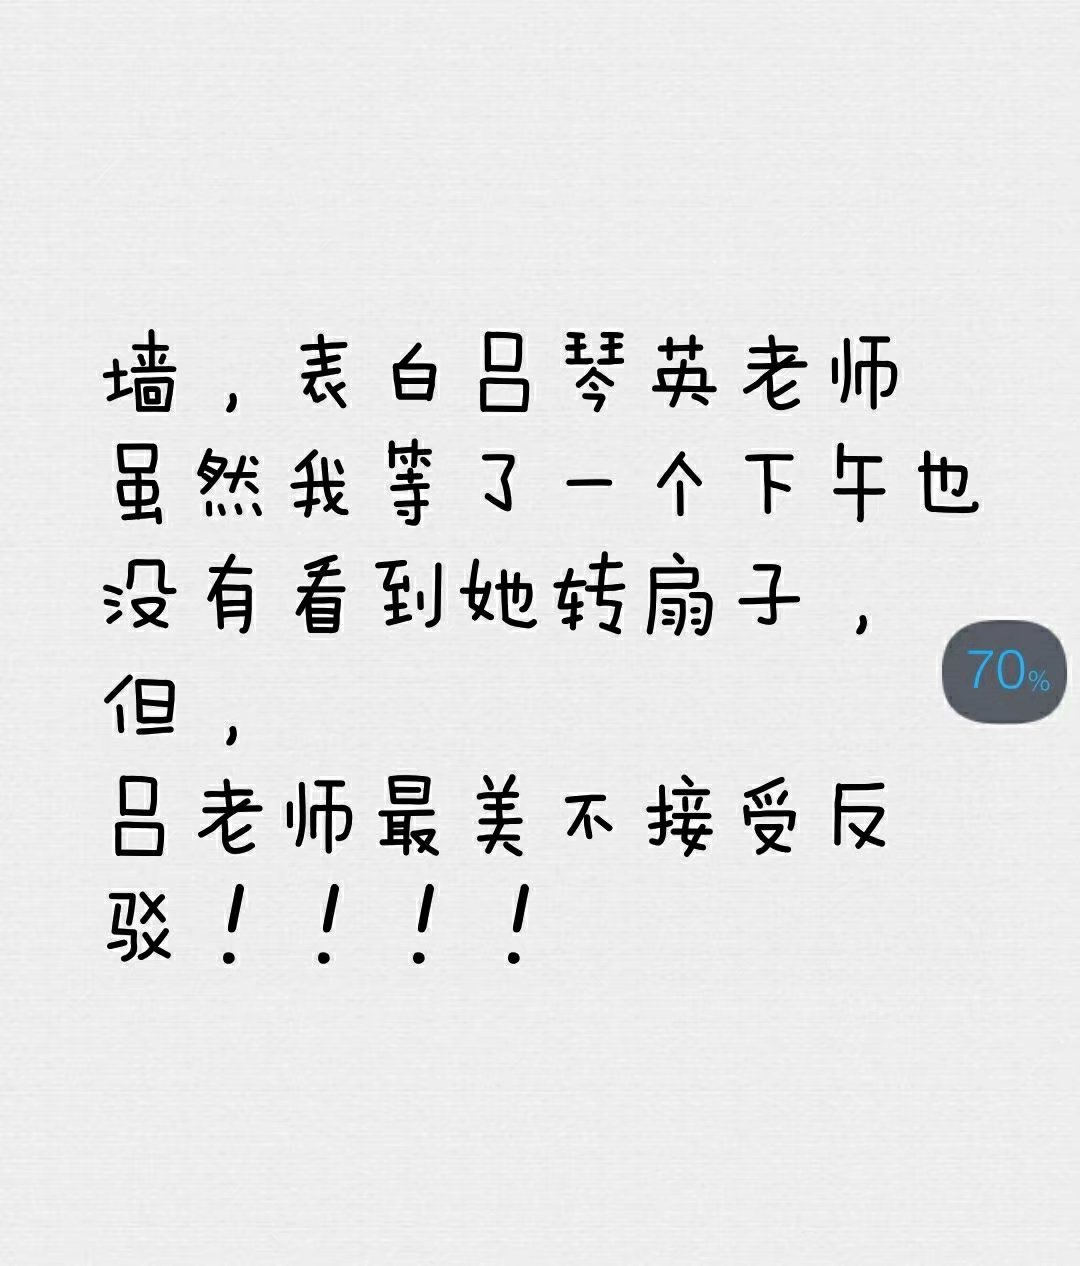 墙，表白吕琴英老师
虽然我等了一个下午也
没有看到她转扇子，
但，
吕老师最美不接受反
驳！！！！
70%